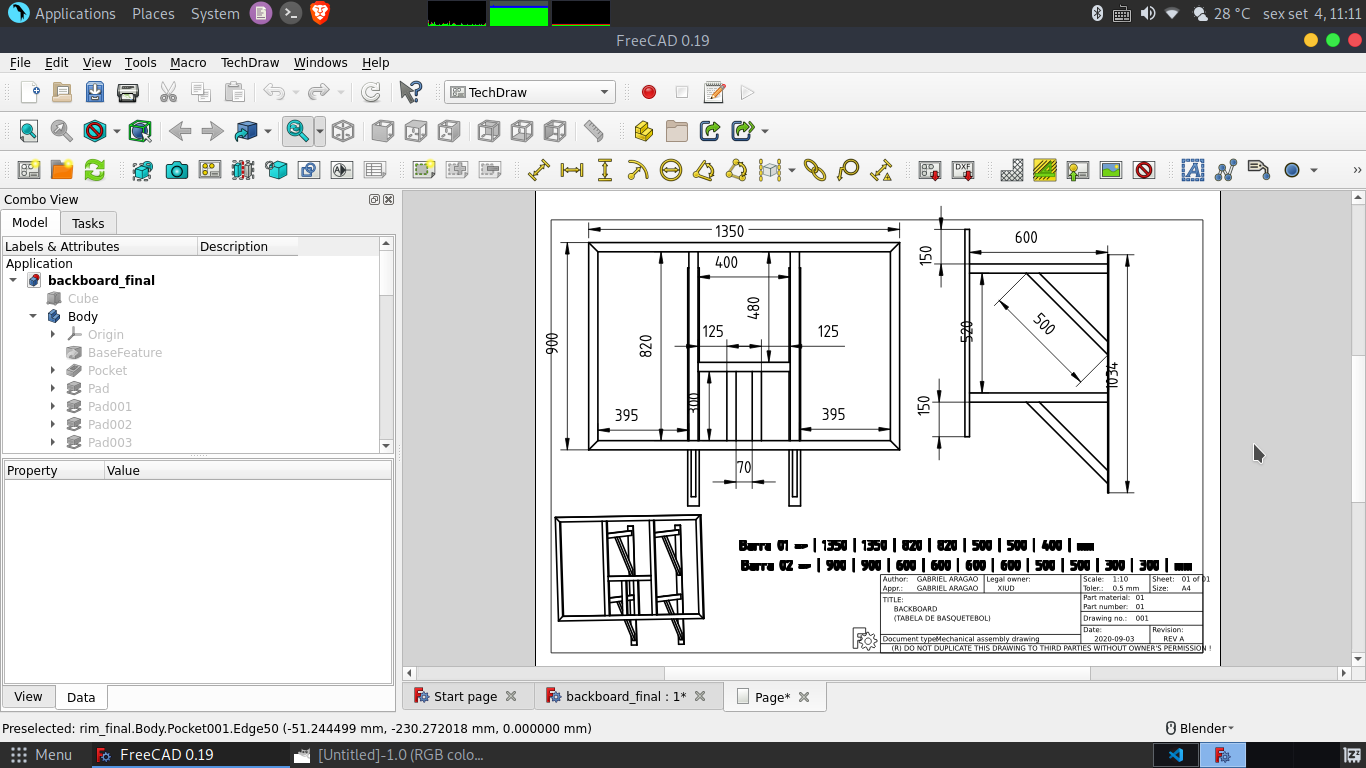 Applications Places System 28 °C sex set 4, 11:11
FreeCAD 0.19
File Edit View Tools Macro TechDraw Windows Help
TechDraw
DXF
Combo View
Model Tasks
Labels & Attributes Description
Application
backboard_final
Cube
Body
Origin
BaseFeature
Pocket
Pad
Pad001
Pad002
Pad003
Property Value
View Data
1350
400
480
125 125
900
820
300
395 395
70
150
600
520
500
1034
150
Barra 01 => | 1350 | 1350 | 820 | 820 | 500 | 500 | 400 | mm
Barra 02 => | 900 | 900 | 600 | 600 | 600 | 600 | 500 | 500 | 300 | 300 | mm
Author: GABRIEL ARAGAO Legal owner: Scale: 1:10 Sheet: 01 of 01
Appr.: GABRIEL ARAGAO XIUD Toler.: 0.5 mm Size: A4
TITLE: Part material: 01
BACKBOARD Part number: 01
(TABELA DE BASQUETEBOL) Drawing no.: 001
Date: Revision:
Document type Mechanical assembly drawing 2020-09-03 REV A
(R) DO NOT DUPLICATE THIS DRAWING TO THIRD PARTIES WITHOUT OWNER'S PERMISSION !
Start page backboard_final : 1* Page*
Preselected: rim_final.Body.Pocket001.Edge50 (-51.244499 mm, -230.272018 mm, 0.000000 mm) Blender
Menu FreeCAD 0.19 [Untitled]-1.0 (RGB colo...